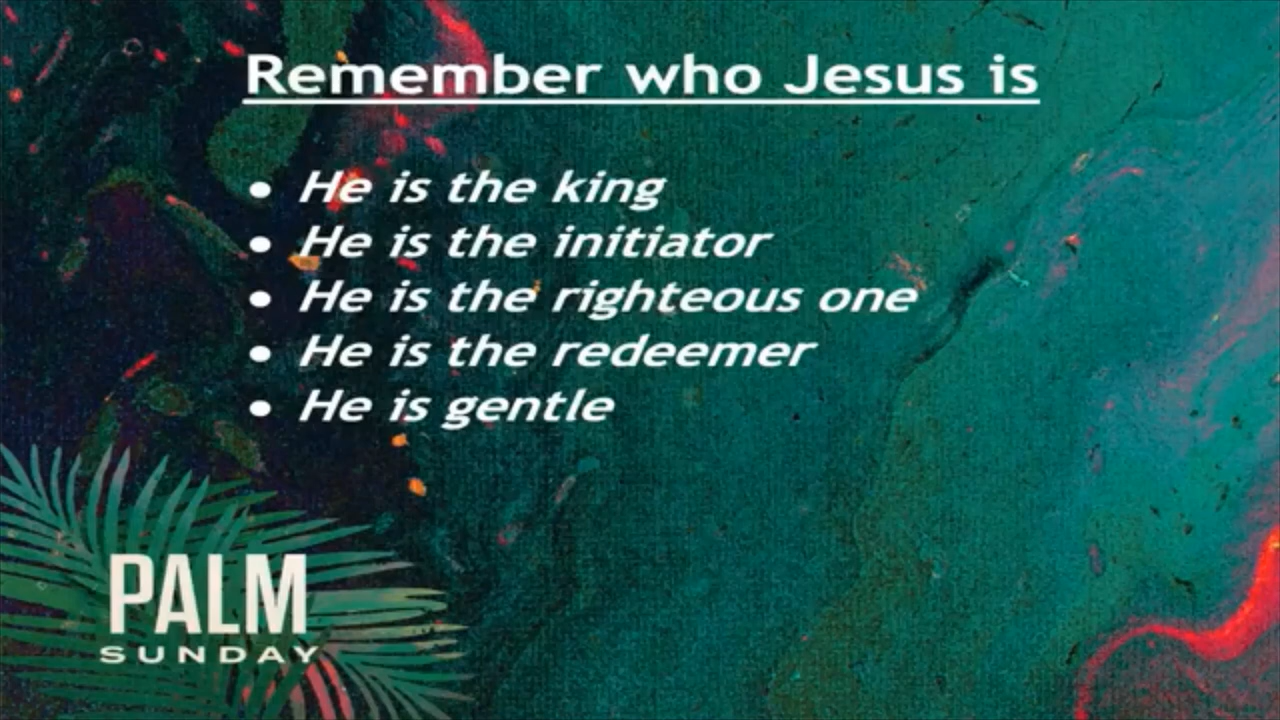 Remember who Jesus is
• He is the king
• He is the initiator
• He is the righteous one
• He is the redeemer
• He is gentle
PALM
SUNDAY